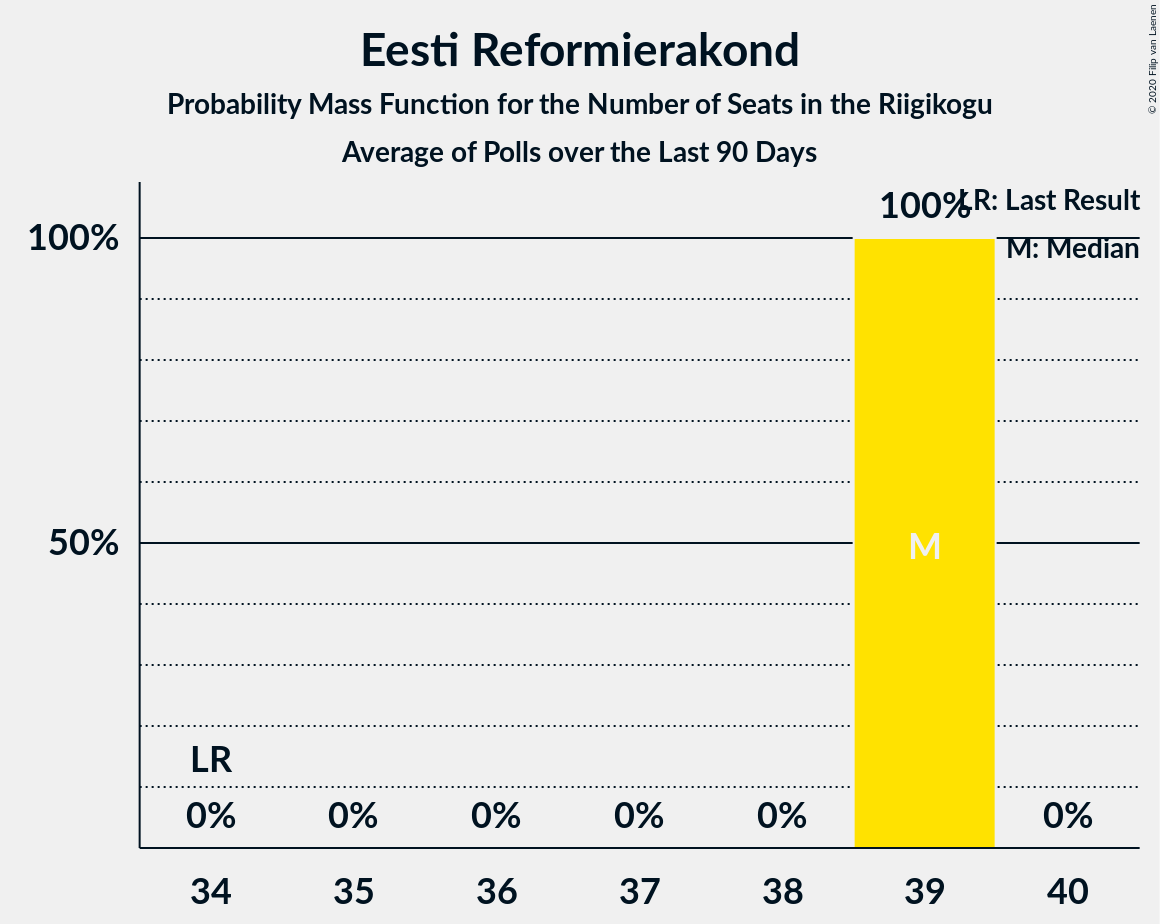 Eesti Reformierakond
Probability Mass Function for the Number of Seats in the Riigikogu
Average of Polls over the Last 90 Days
© 2020 Filip van Laenen
100%
LR: Last Result
100%
M: Median
50%
M
LR
0%
0%
0%
0%
0%
0%
34
35
36
37
38
39
40